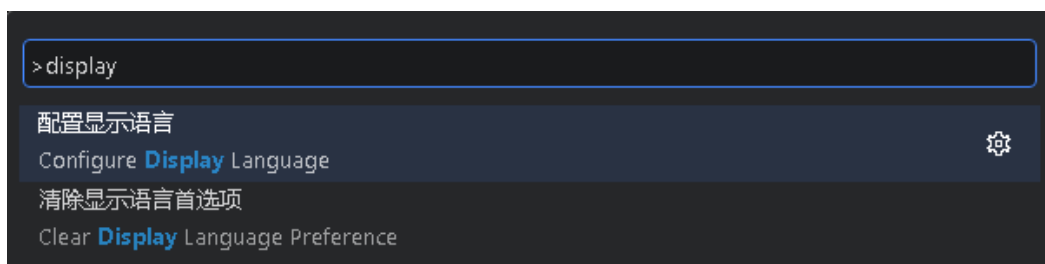 >display
配置显示语言
Configure Display Language
清除显示语言首选项
Clear Display Language Preference